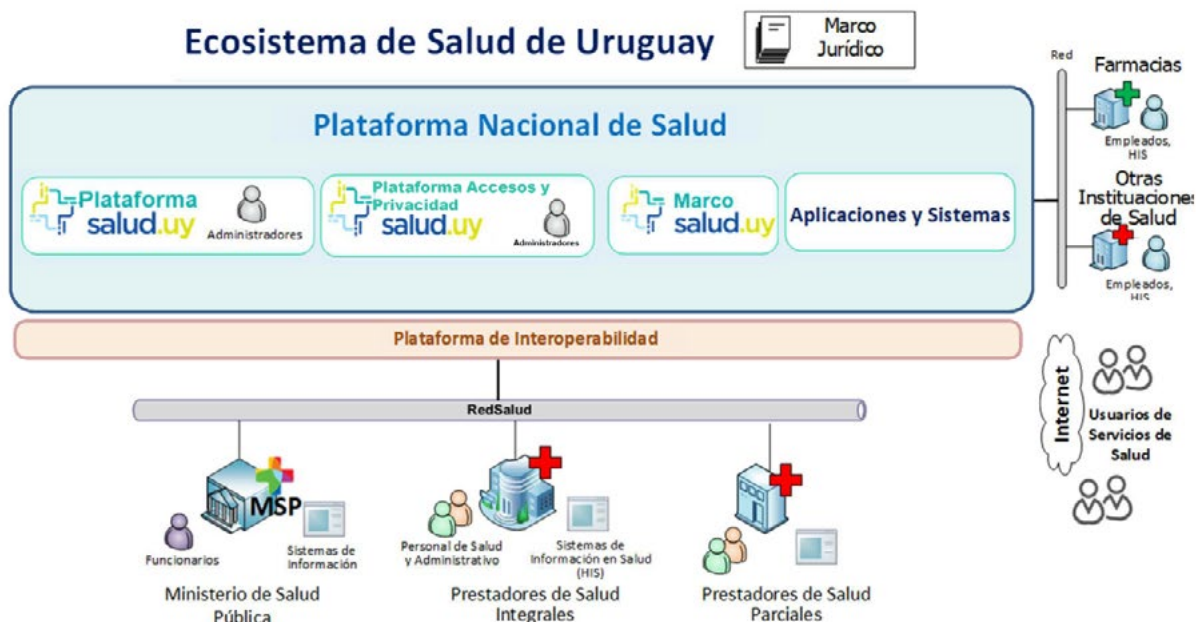 Ecosistema de Salud de Uruguay
Marco
Jurídico
Plataforma Nacional de Salud
Plataforma
salud.uy
Administradores
Plataforma Accesos y
Privacidad
salud.uy
Administradores
Marco
salud.uy
Aplicaciones y Sistemas
Red
Farmacias
Empleados,
HIS
Otras
Instituaciones
de Salud
Empleados,
HIS
Plataforma de Interoperabilidad
RedSalud
Internet
Usuarios de
Servicios de
Salud
MSP
Funcionarios
Sistemas de
Información
Ministerio de Salud
Pública
Personal de Salud
y Administrativo
Sistemas de
Información en Salud
(HIS)
Prestadores de Salud
Integrales
Prestadores de Salud
Parciales